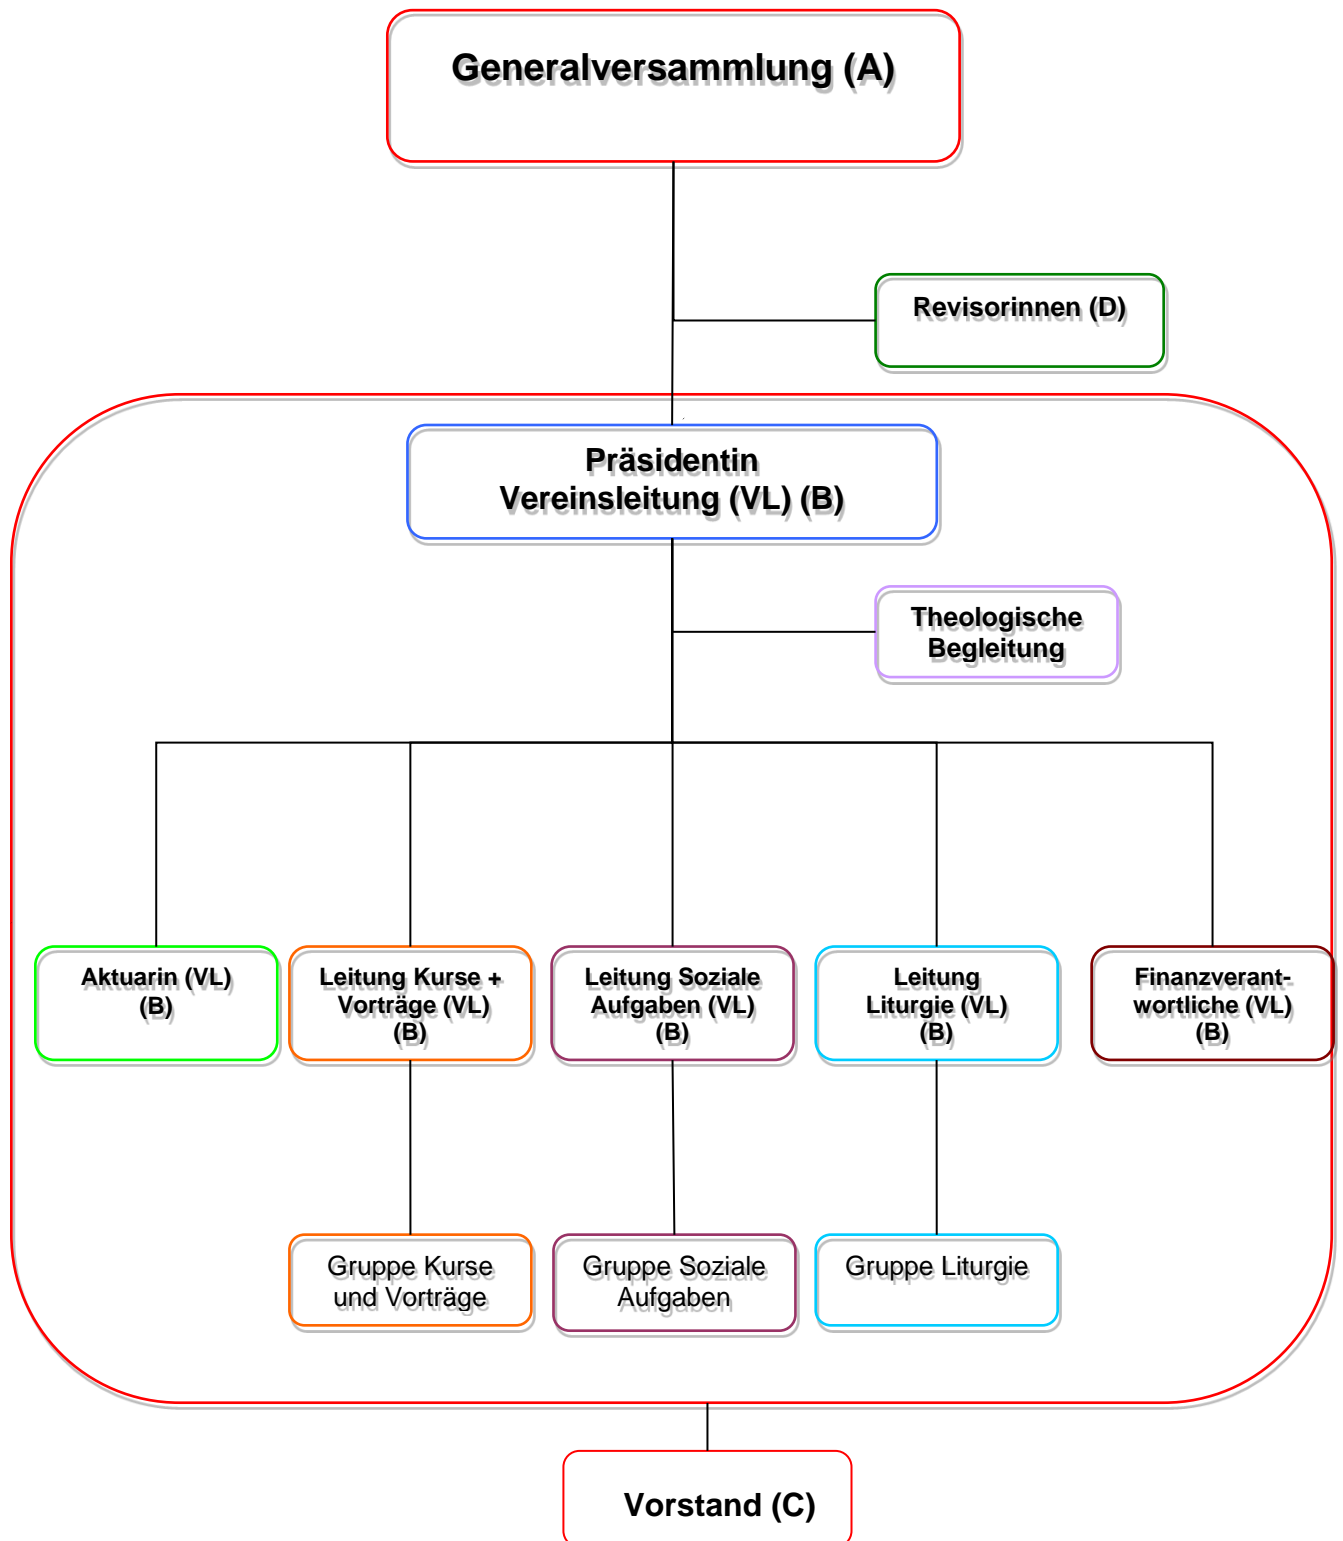 Generalversammlung (A)
Revisorinnen (D)
Präsidentin
Vereinsleitung (VL) (B)
Theologische
Begleitung
Aktuarin (VL)
(B)
Leitung Kurse +
Vorträge (VL)
(B)
Leitung Soziale
Aufgaben (VL)
(B)
Leitung
Liturgie (VL)
(B)
Finanzverant-
wortliche (VL)
(B)
Gruppe Kurse
und Vorträge
Gruppe Soziale
Aufgaben
Gruppe Liturgie
Vorstand (C)